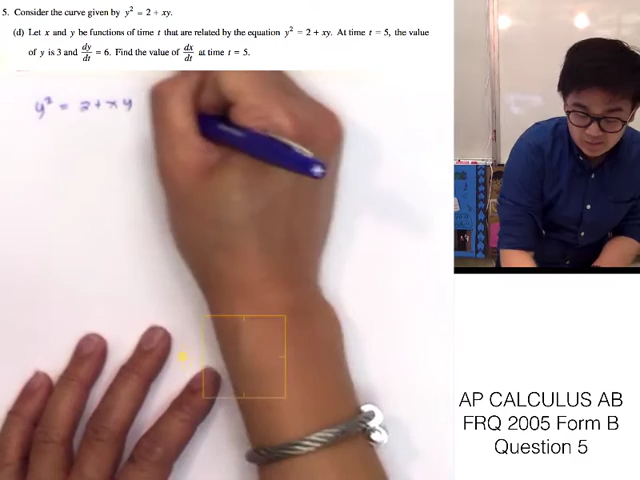 5. Consider the curve given by y² = 2 + xy.
(d) Let x and y be functions of time t that are related by the equation y² = 2 + xy. At time t = 5, the value
of y is 3 and dy/dt = 6. Find the value of dx/dt at time t = 5.
y² = 2 + xy
AP CALCULUS AB
FRQ 2005 Form B
Question 5